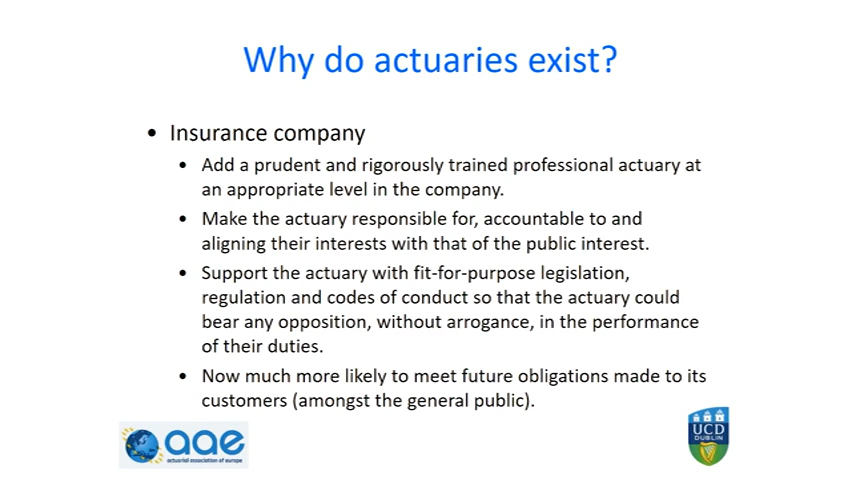 Why do actuaries exist?
• Insurance company
• Add a prudent and rigorously trained professional actuary at
an appropriate level in the company.
• Make the actuary responsible for, accountable to and
aligning their interests with that of the public interest.
• Support the actuary with fit-for-purpose legislation,
regulation and codes of conduct so that the actuary could
bear any opposition, without arrogance, in the performance
of their duties.
• Now much more likely to meet future obligations made to its
customers (amongst the general public).
aae
actuarial association of europe
UCD
DUBLIN